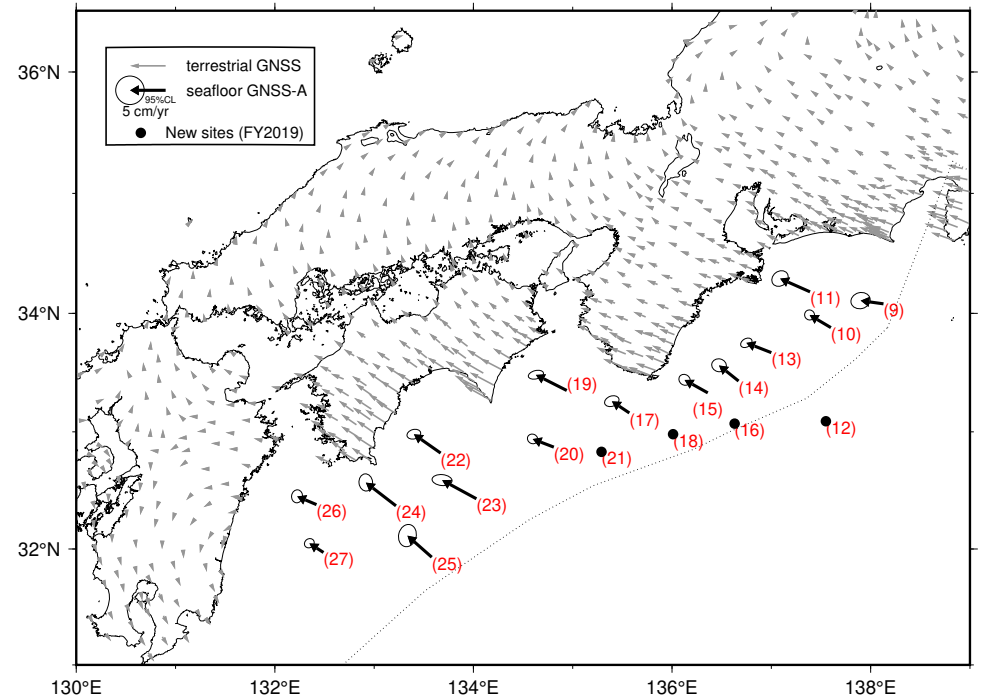 36°N
34°N
32°N
130°E
132°E
134°E
136°E
138°E
terrestrial GNSS
seafloor GNSS-A
95%CL
5 cm/yr
New sites (FY2019)
(11)
(9)
(10)
(13)
(14)
(15)
(19)
(17)
(12)
(16)
(18)
(20)
(21)
(22)
(23)
(24)
(26)
(25)
(27)